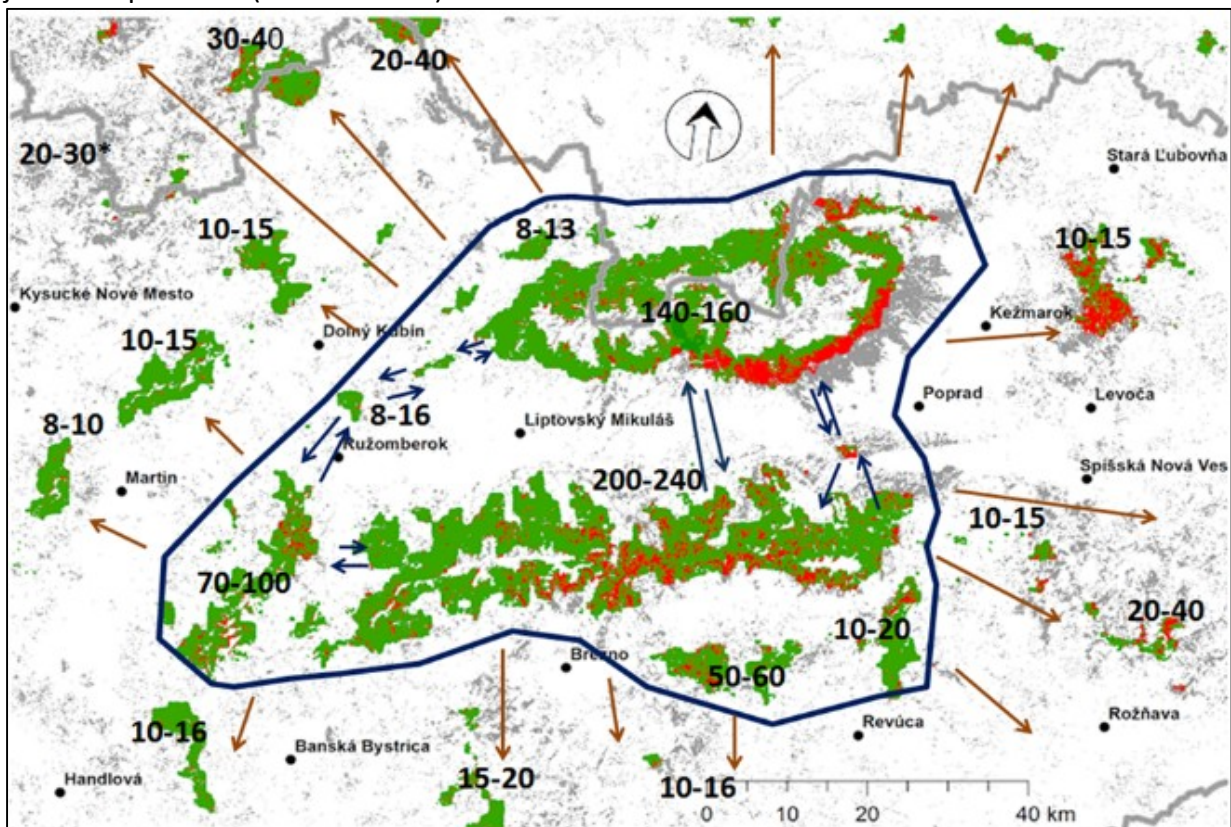 30-40
20-40
20-30*
Stará Ľubovňa
10-15
8-13
10-15
Kysucké Nové Mesto
140-160
Kežmarok
Dolný Kubín
10-15
Poprad
Levoča
8-16
8-10
Liptovský Mikuláš
Ružomberok
Martin
200-240
Spišská Nová Ves
10-15
70-100
20-40
10-20
Brezno
50-60
Rožňava
Revúca
10-16
Banská Bystrica
15-20
10-16
Handlová
0 10 20 40 km